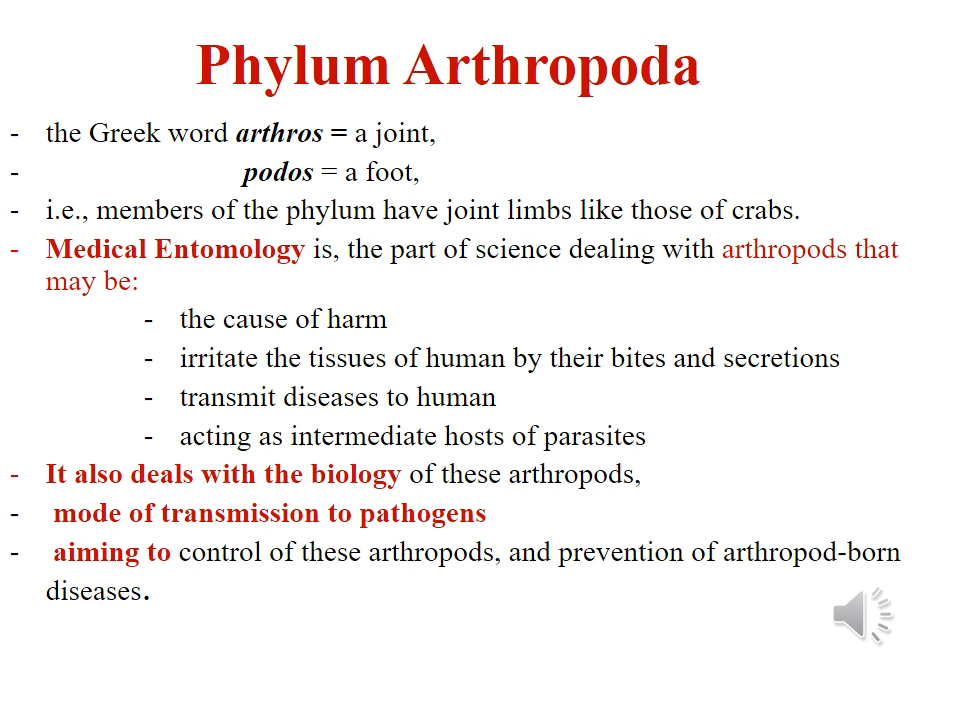 Phylum Arthropoda
- the Greek word arthros = a joint,
- podos = a foot,
- i.e., members of the phylum have joint limbs like those of crabs.
- Medical Entomology is, the part of science dealing with arthropods that
may be:
- the cause of harm
- irritate the tissues of human by their bites and secretions
- transmit diseases to human
- acting as intermediate hosts of parasites
- It also deals with the biology of these arthropods,
- mode of transmission to pathogens
- aiming to control of these arthropods, and prevention of arthropod-born
diseases.